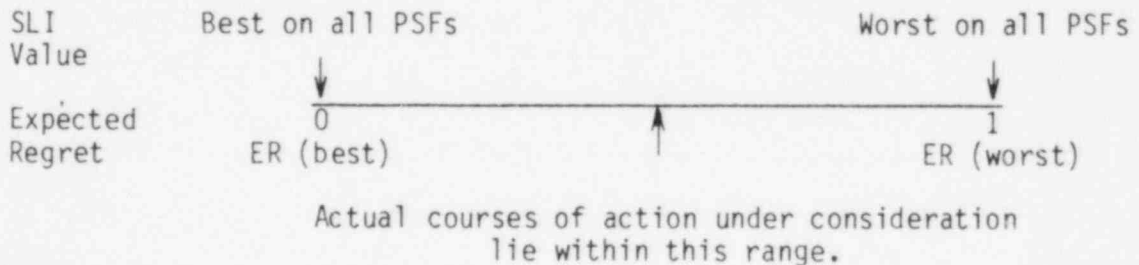 SLI Best on all PSFs Worst on all PSFs
Value
Expected 0 1
Regret ER (best) ER (worst)
Actual courses of action under consideration
lie within this range.